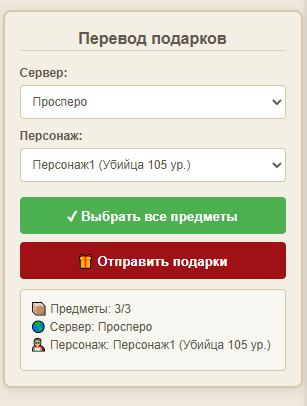 Перевод подарков
Сервер:
Просперо
Персонаж:
Персонаж1 (Убийца 105 ур.)
✓ Выбрать все предметы
🎁 Отправить подарки
📦 Предметы: 3/3
🌍 Сервер: Просперо
Персонаж: Персонаж1 (Убийца 105 ур.)